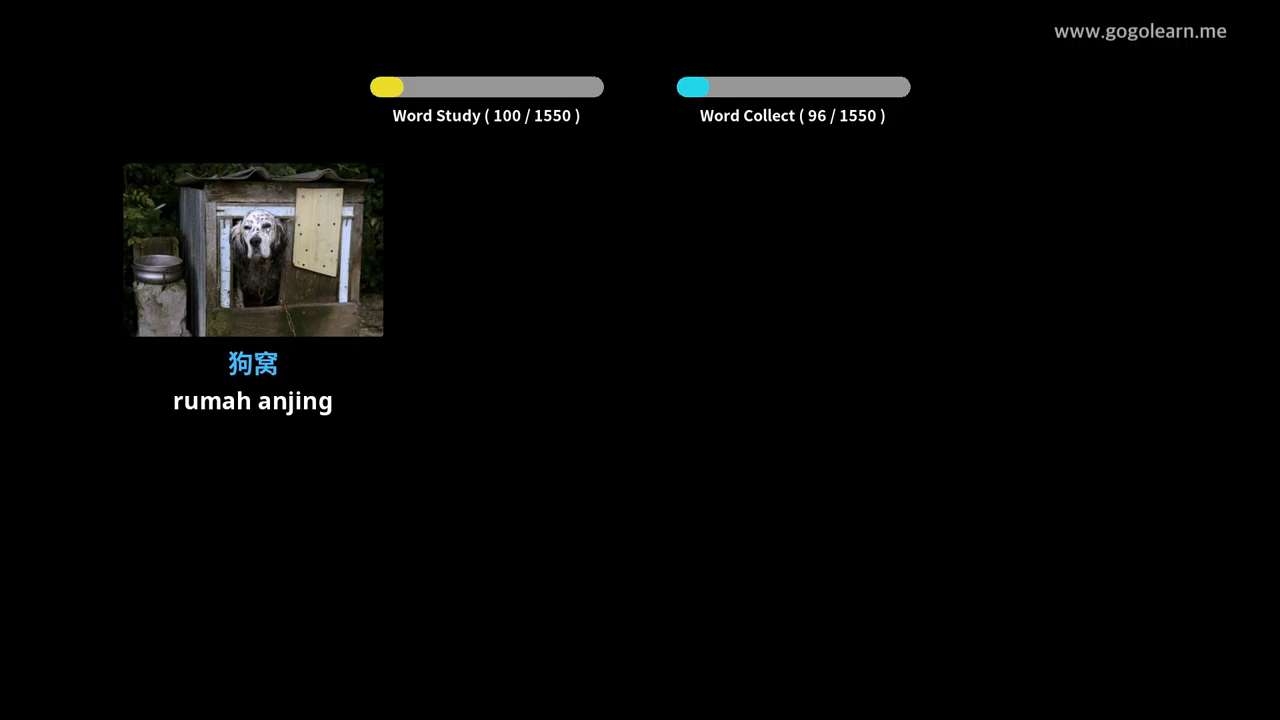 www.gogolearn.me
Word Study ( 100 / 1550 )
Word Collect ( 96 / 1550 )
狗窝
rumah anjing